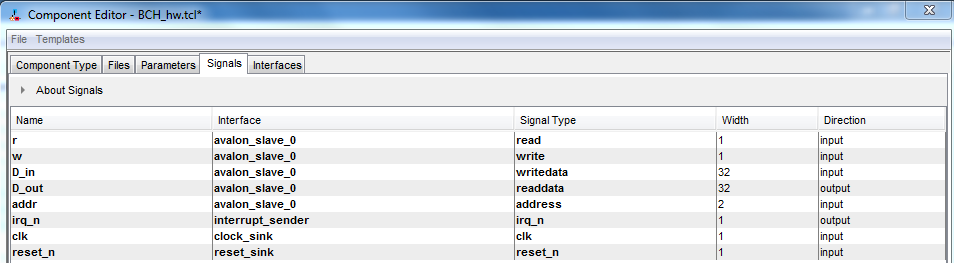 Component Editor - BCH_hw.tcl*
File Templates
Component Type Files Parameters Signals Interfaces
About Signals
Name Interface Signal Type Width Direction
r avalon_slave_0 read 1 input
w avalon_slave_0 write 1 input
D_in avalon_slave_0 writedata 32 input
D_out avalon_slave_0 readdata 32 output
addr avalon_slave_0 address 2 input
irq_n interrupt_sender irq_n 1 output
clk clock_sink clk 1 input
reset_n reset_sink reset_n 1 input